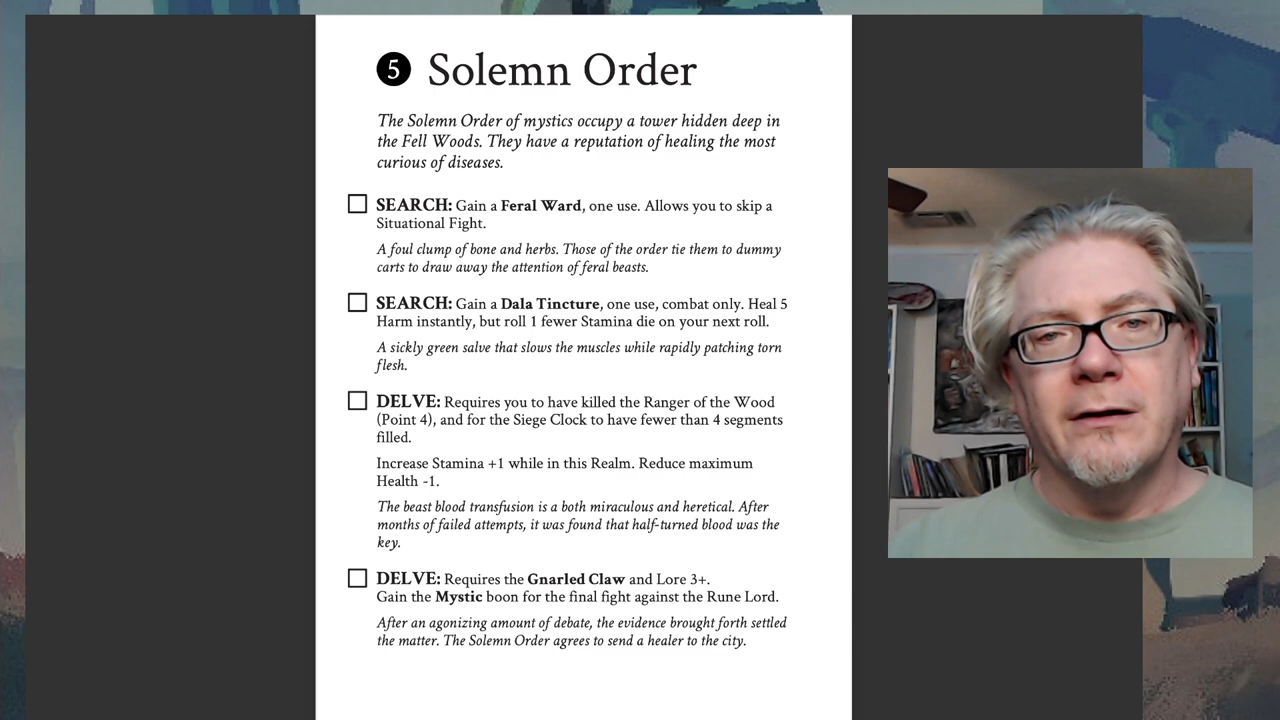 5 Solemn Order
The Solemn Order of mystics occupy a tower hidden deep in
the Fell Woods. They have a reputation of healing the most
curious of diseases.
SEARCH: Gain a Feral Ward, one use. Allows you to skip a
Situational Fight.
A foul clump of bone and herbs. Those of the order tie them to dummy
carts to draw away the attention of feral beasts.
SEARCH: Gain a Dala Tincture, one use, combat only. Heal 5
Harm instantly, but roll 1 fewer Stamina die on your next roll.
A sickly green salve that slows the muscles while rapidly patching torn
flesh.
DELVE: Requires you to have killed the Ranger of the Wood
(Point 4), and for the Siege Clock to have fewer than 4 segments
filled.
Increase Stamina +1 while in this Realm. Reduce maximum
Health -1.
The beast blood transfusion is a both miraculous and heretical. After
months of failed attempts, it was found that half-turned blood was the
key.
DELVE: Requires the Gnarled Claw and Lore 3+.
Gain the Mystic boon for the final fight against the Rune Lord.
After an agonizing amount of debate, the evidence brought forth settled
the matter. The Solemn Order agrees to send a healer to the city.